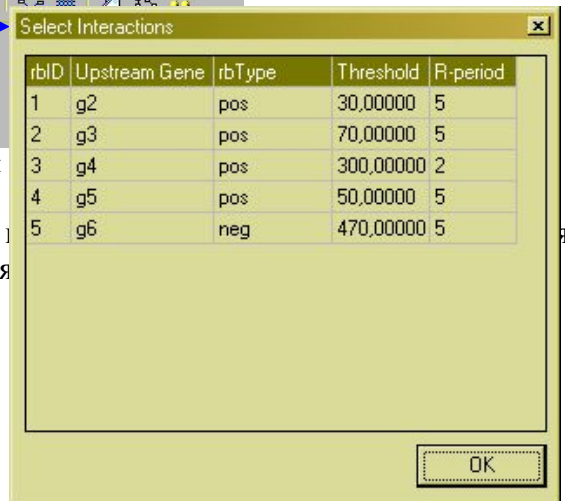 Select Interactions
rbID Upstream Gene rbType Threshold R-period
1 g2 pos 30,00000 5
2 g3 pos 70,00000 5
3 g4 pos 300,00000 2
4 g5 pos 50,00000 5
5 g6 neg 470,00000 5
я
OK